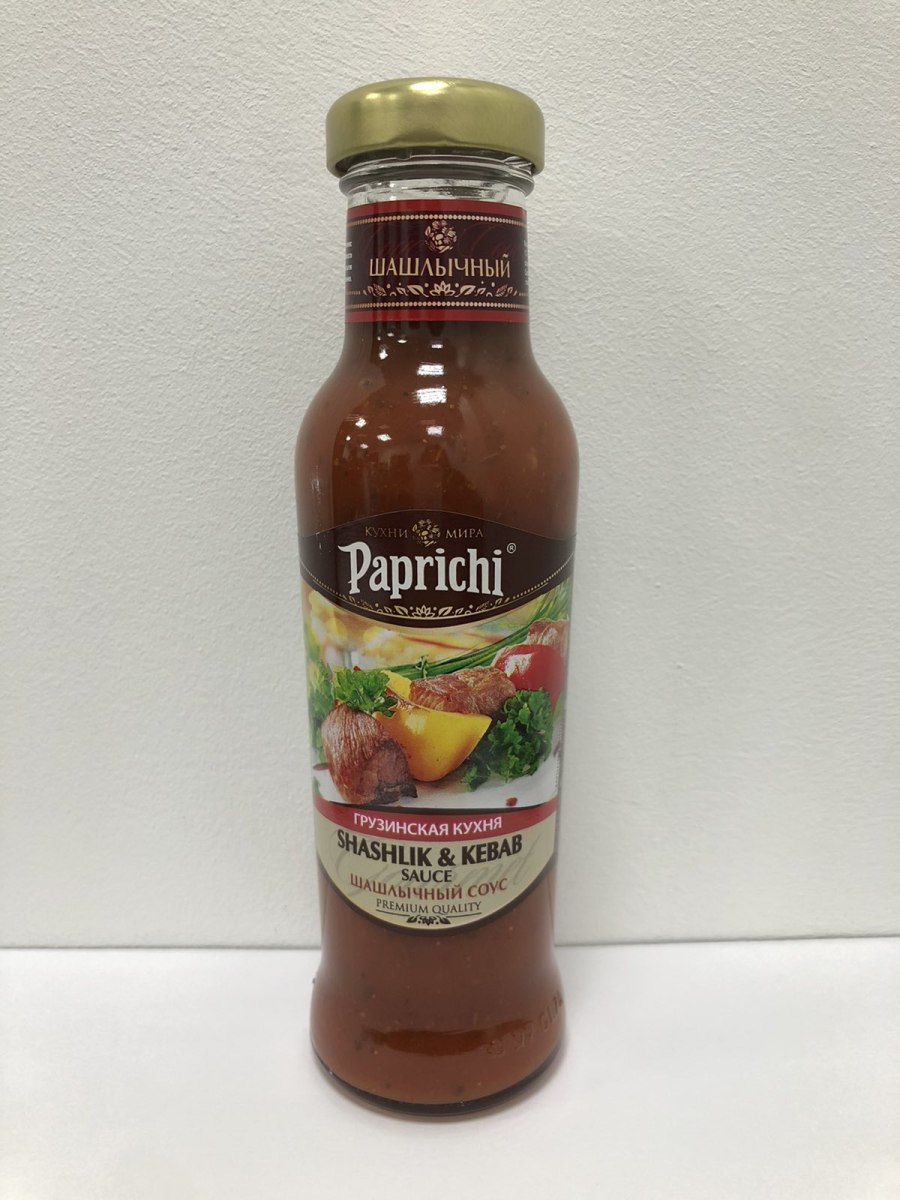 ШАШЛЫЧНЫЙ
КУХНИ МИРА
Paprichi®
ГРУЗИНСКАЯ КУХНЯ
SHASHLIK & KEBAB
SAUCE
ШАШЛЫЧНЫЙ СОУС
PREMIUM QUALITY